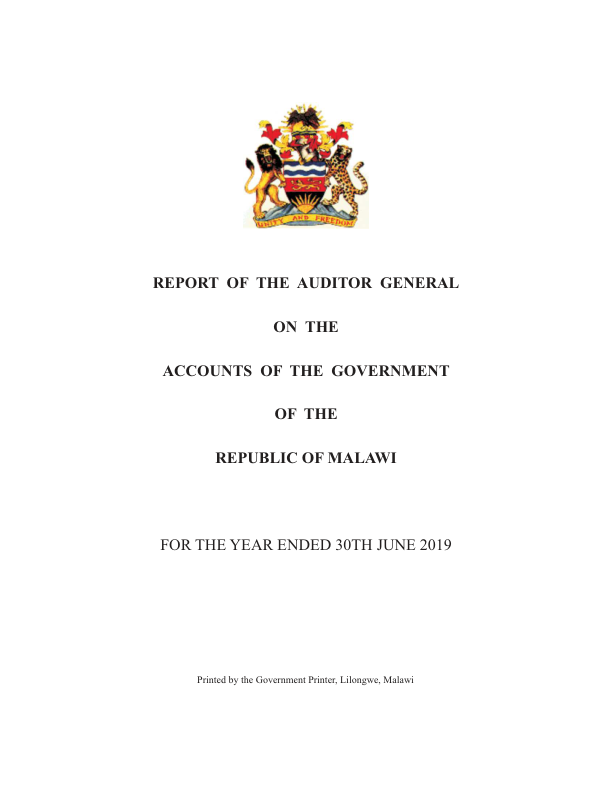 UNITY AND FREEDOM
REPORT OF THE AUDITOR GENERAL
ON THE
ACCOUNTS OF THE GOVERNMENT
OF THE
REPUBLIC OF MALAWI
FOR THE YEAR ENDED 30TH JUNE 2019
Printed by the Government Printer, Lilongwe, Malawi